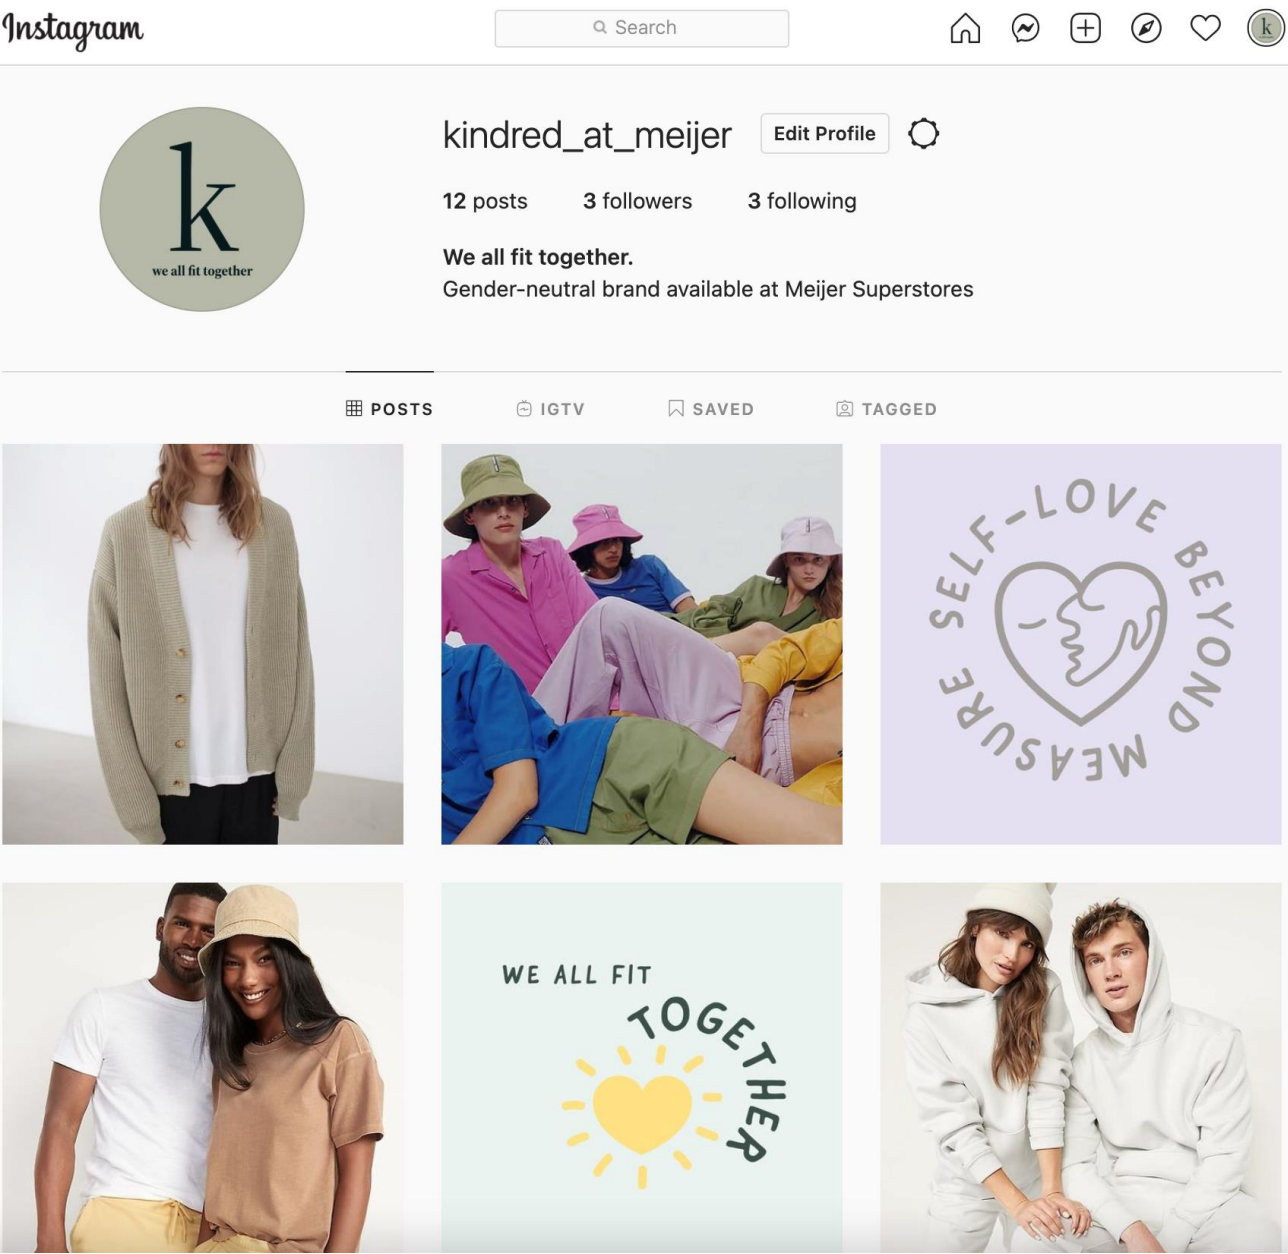 Instagram
Search
k
k
we all fit together
kindred_at_meijer
Edit Profile
12 posts
3 followers
3 following
We all fit together.
Gender-neutral brand available at Meijer Superstores
POSTS
IGTV
SAVED
TAGGED
SELF-LOVE BEYOND MEASURE
WE ALL FIT
TOGETHER